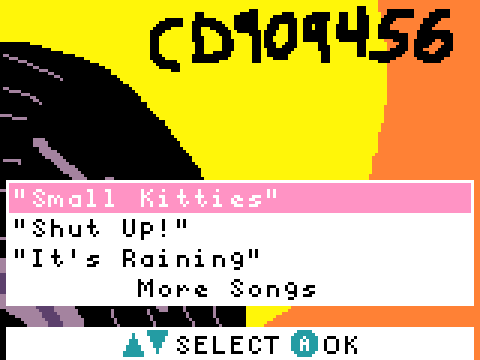 CD909456
"Small Kitties"
"Shut Up!"
"It's Raining"
More Songs
▲▼SELECT Ⓐ OK